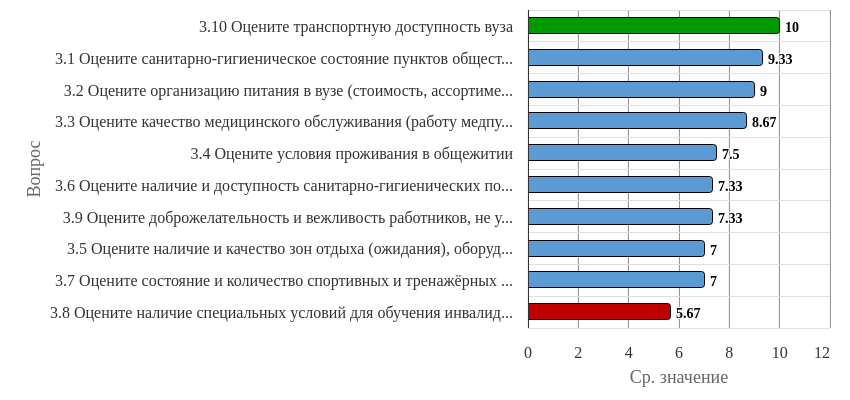 3.10 Оцените транспортную доступность вуза 10
3.1 Оцените санитарно-гигиеническое состояние пунктов общест... 9.33
3.2 Оцените организацию питания в вузе (стоимость, ассортиме... 9
3.3 Оцените качество медицинского обслуживания (работу медпу... 8.67
3.4 Оцените условия проживания в общежитии 7.5
3.6 Оцените наличие и доступность санитарно-гигиенических по... 7.33
3.9 Оцените доброжелательность и вежливость работников, не у... 7.33
3.5 Оцените наличие и качество зон отдыха (ожидания), оборуд... 7
3.7 Оцените состояние и количество спортивных и тренажёрных ... 7
3.8 Оцените наличие специальных условий для обучения инвалид... 5.67
Вопрос
0 2 4 6 8 10 12
Ср. значение